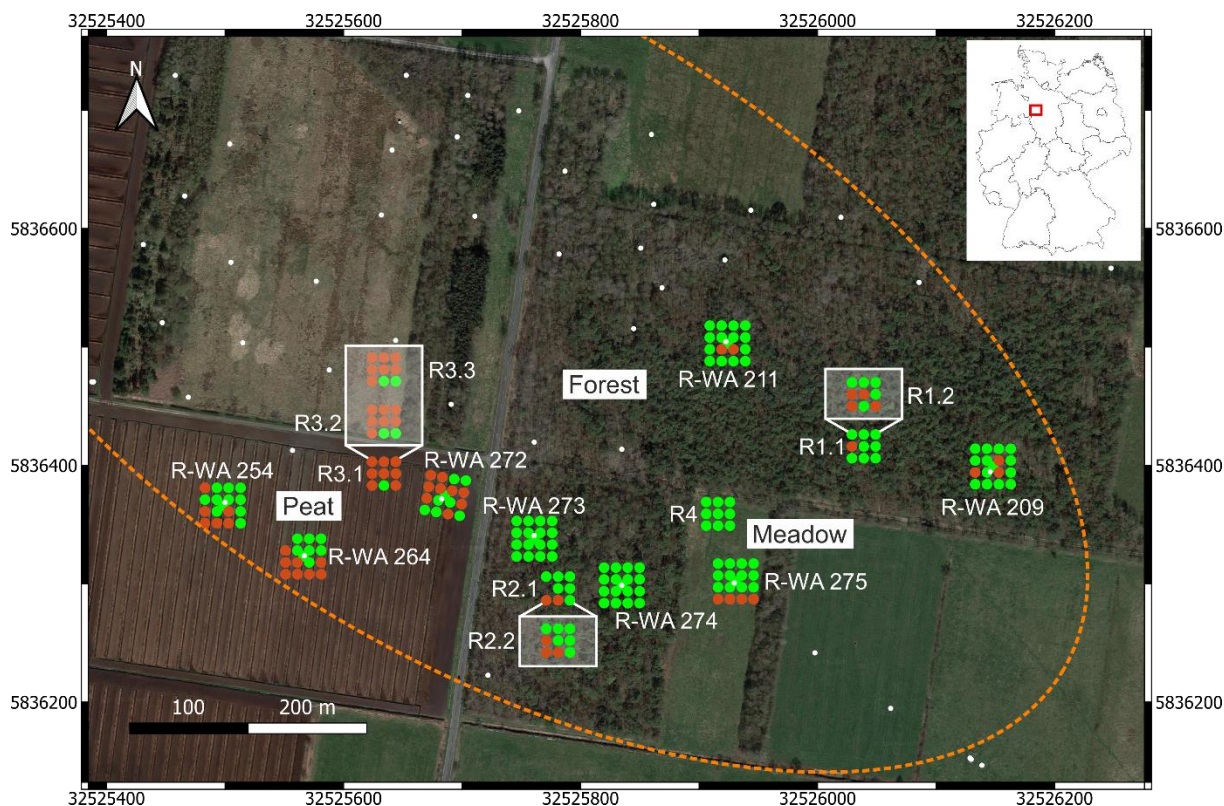 32525400 32525600 32525800 32526000 32526200
N
5836600 5836600
R3.3
R-WA 211
Forest
R1.2
R3.2
R1.1
5836400 5836400
R3.1
R-WA 272
R-WA 254
R-WA 209
Peat
R-WA 273
R4
Meadow
R-WA 264
R-WA 275
R2.1
R-WA 274
R2.2
5836200 5836200
100 200 m
32525400 32525600 32525800 32526000 32526200